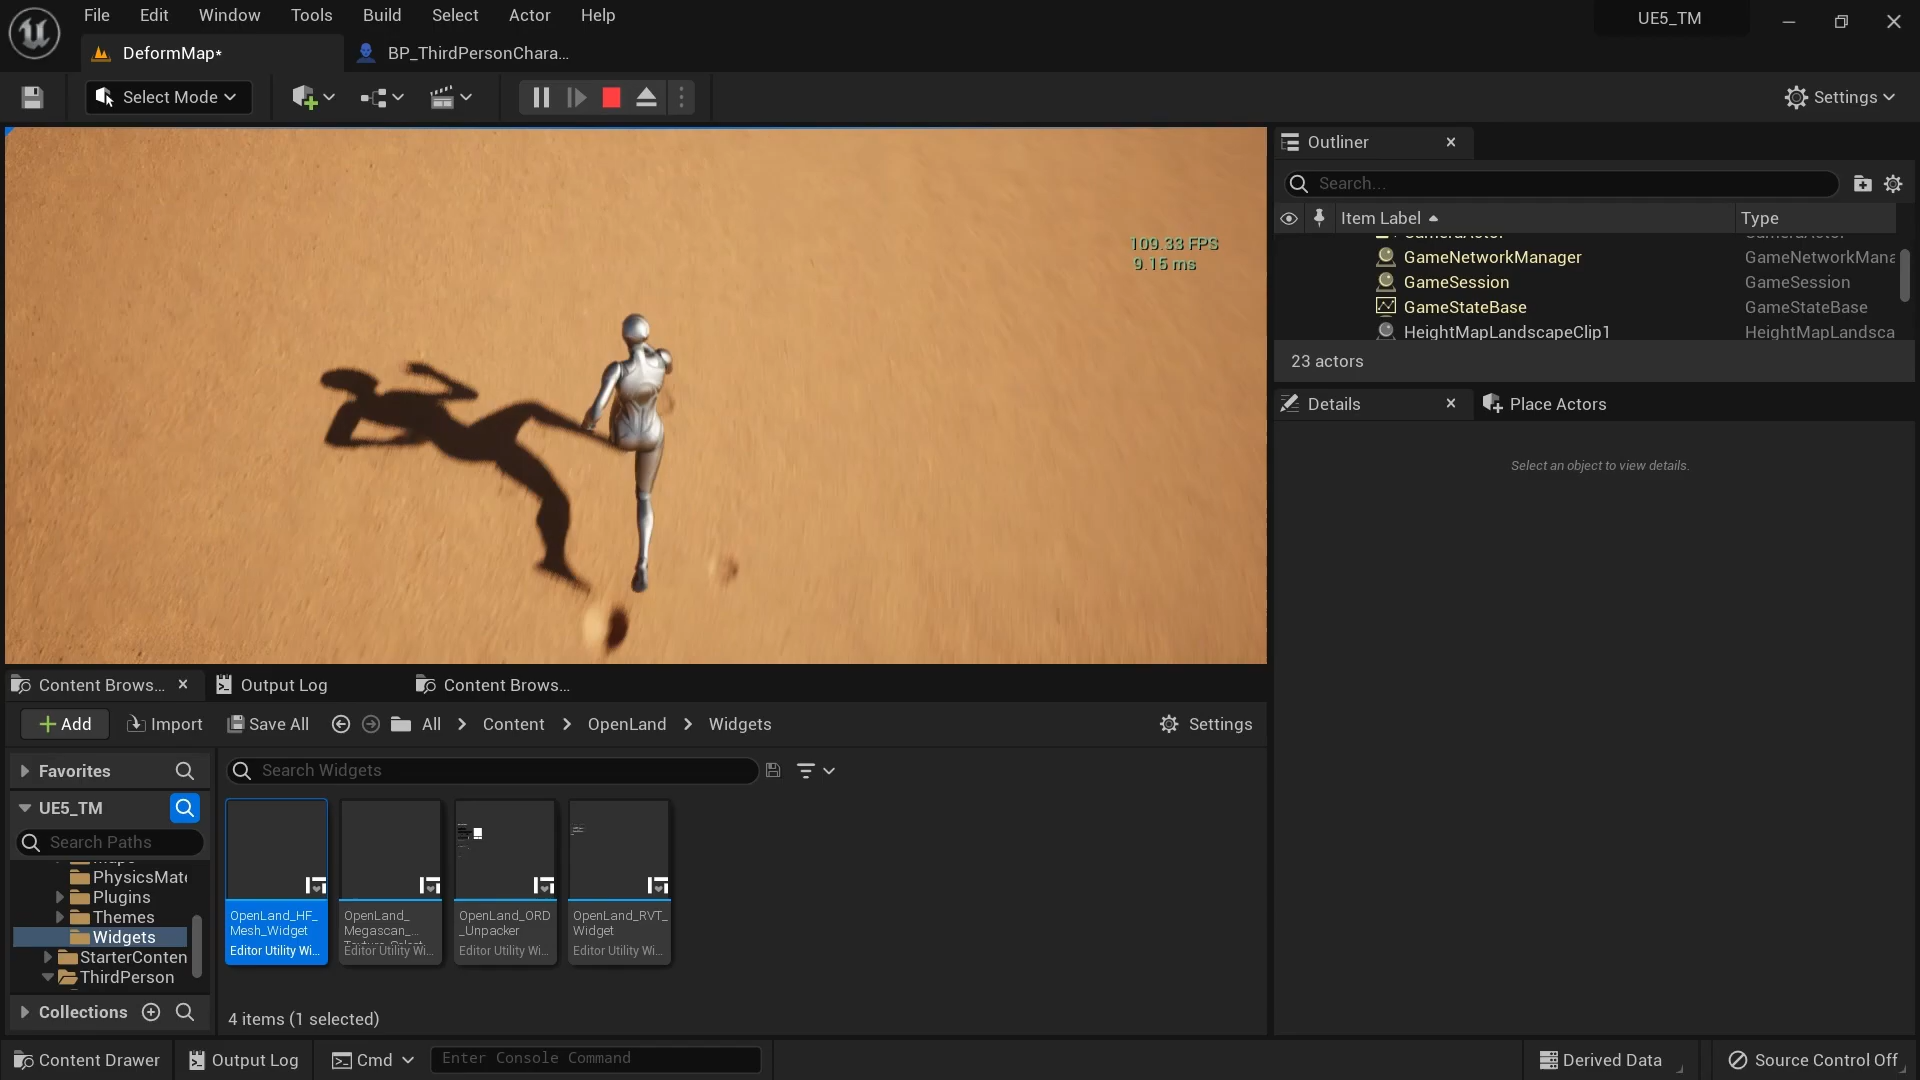 File Edit Window Tools Build Select Actor Help
UE5_TM
DeformMap*
BP_ThirdPersonChara...
Select Mode
Settings
109.33 FPS
9.15 ms
Outliner
Search...
Item Label
Type
CameraActor
CameraActor
GameNetworkManager
GameNetworkMana
GameSession
GameSession
GameStateBase
GameStateBase
HeightMapLandscapeClip1
HeightMapLandsca
23 actors
Details
Place Actors
Select an object to view details.
Content Brows...
Output Log
Content Brows...
Add
Import
Save All
All > Content > OpenLand > Widgets
Settings
Favorites
UE5_TM
Search Paths
Maps
PhysicsMate
Plugins
Themes
Widgets
StarterConten
ThirdPerson
Collections
Search Widgets
OpenLand_HF_
Mesh_Widget
Editor Utility Wi...
OpenLand_
Megascan_...
Editor Utility Wi...
OpenLand_ORD
_Unpacker
Editor Utility Wi...
OpenLand_RVT_
Widget
Editor Utility Wi...
4 items (1 selected)
Content Drawer
Output Log
Cmd
Enter Console Command
Derived Data
Source Control Off